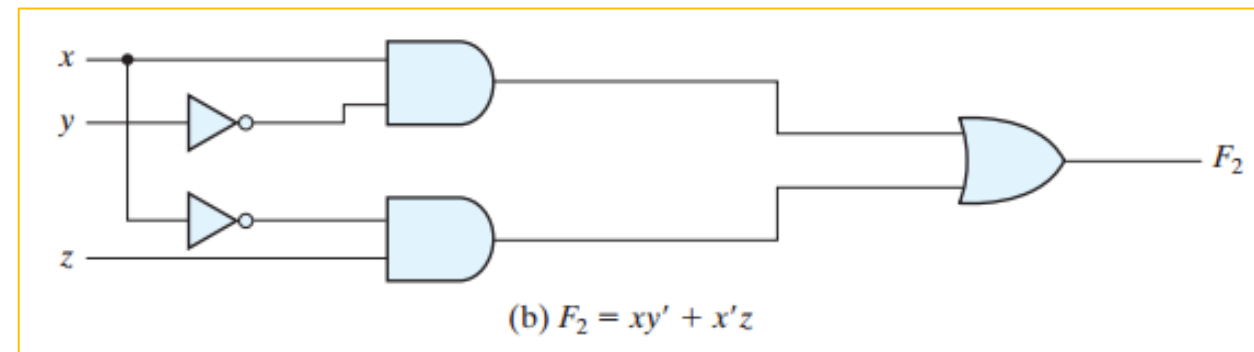 x
y
F₂
z
(b) F₂ = xy′ + x′z